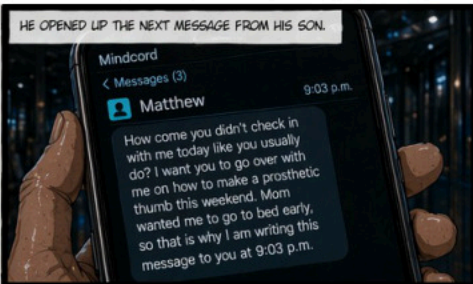 HE OPENED UP THE NEXT MESSAGE FROM HIS SON.
Mindcord
< Messages (3)
Matthew
9:03 p.m.
How come you didn't check in
with me today like you usually
do? I want you to go over with
me on how to make a prosthetic
thumb this weekend. Mom
wanted me to go to bed early,
so that is why I am writing this
message to you at 9:03 p.m.